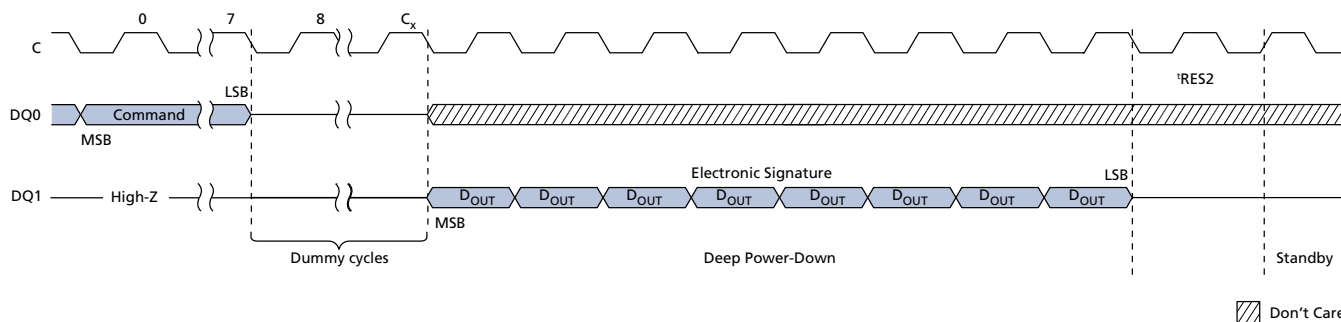 0 7 8 Cx
C
tRES2
LSB
DQ0 Command
MSB
Electronic Signature LSB
DQ1 High-Z DOUT DOUT DOUT DOUT DOUT DOUT DOUT DOUT
MSB
Dummy cycles Deep Power-Down Standby
Don't Care